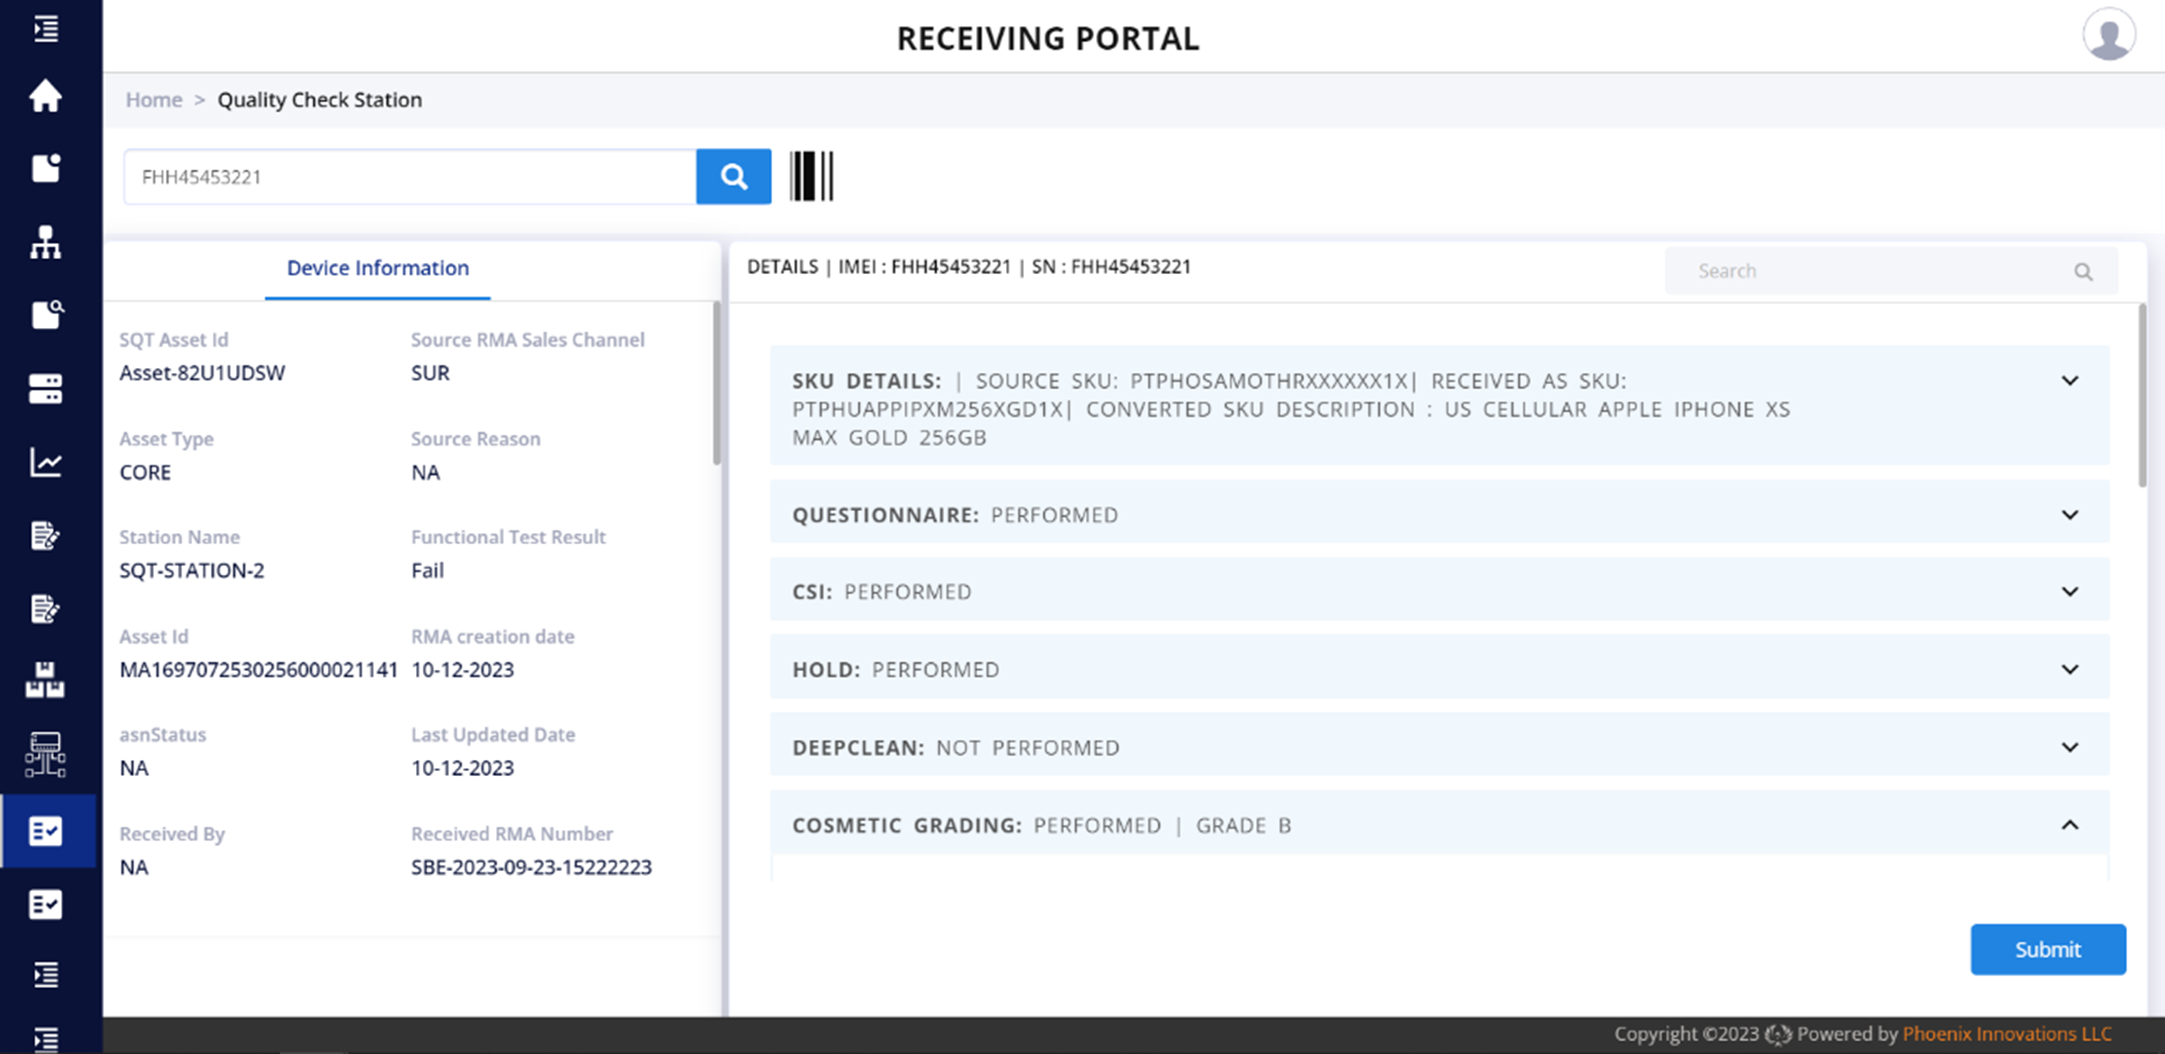 RECEIVING PORTAL
Home > Quality Check Station
FHH45453221
Device Information
SQT Asset Id Source RMA Sales Channel
Asset-82U1UDSW SUR
Asset Type Source Reason
CORE NA
Station Name Functional Test Result
SQT-STATION-2 Fail
Asset Id RMA creation date
MA1697072530256000021141 10-12-2023
asnStatus Last Updated Date
NA 10-12-2023
Received By Received RMA Number
NA SBE-2023-09-23-15222223
DETAILS | IMEI : FHH45453221 | SN : FHH45453221
Search
SKU DETAILS: | SOURCE SKU: PTPHOSAMOTHRXXXXXX1X| RECEIVED AS SKU:
PTPHUAPPIPXM256XGD1X| CONVERTED SKU DESCRIPTION : US CELLULAR APPLE IPHONE XS
MAX GOLD 256GB
QUESTIONNAIRE: PERFORMED
CSI: PERFORMED
HOLD: PERFORMED
DEEPCLEAN: NOT PERFORMED
COSMETIC GRADING: PERFORMED | GRADE B
Submit
Copyright ©2023 Powered by Phoenix Innovations LLC